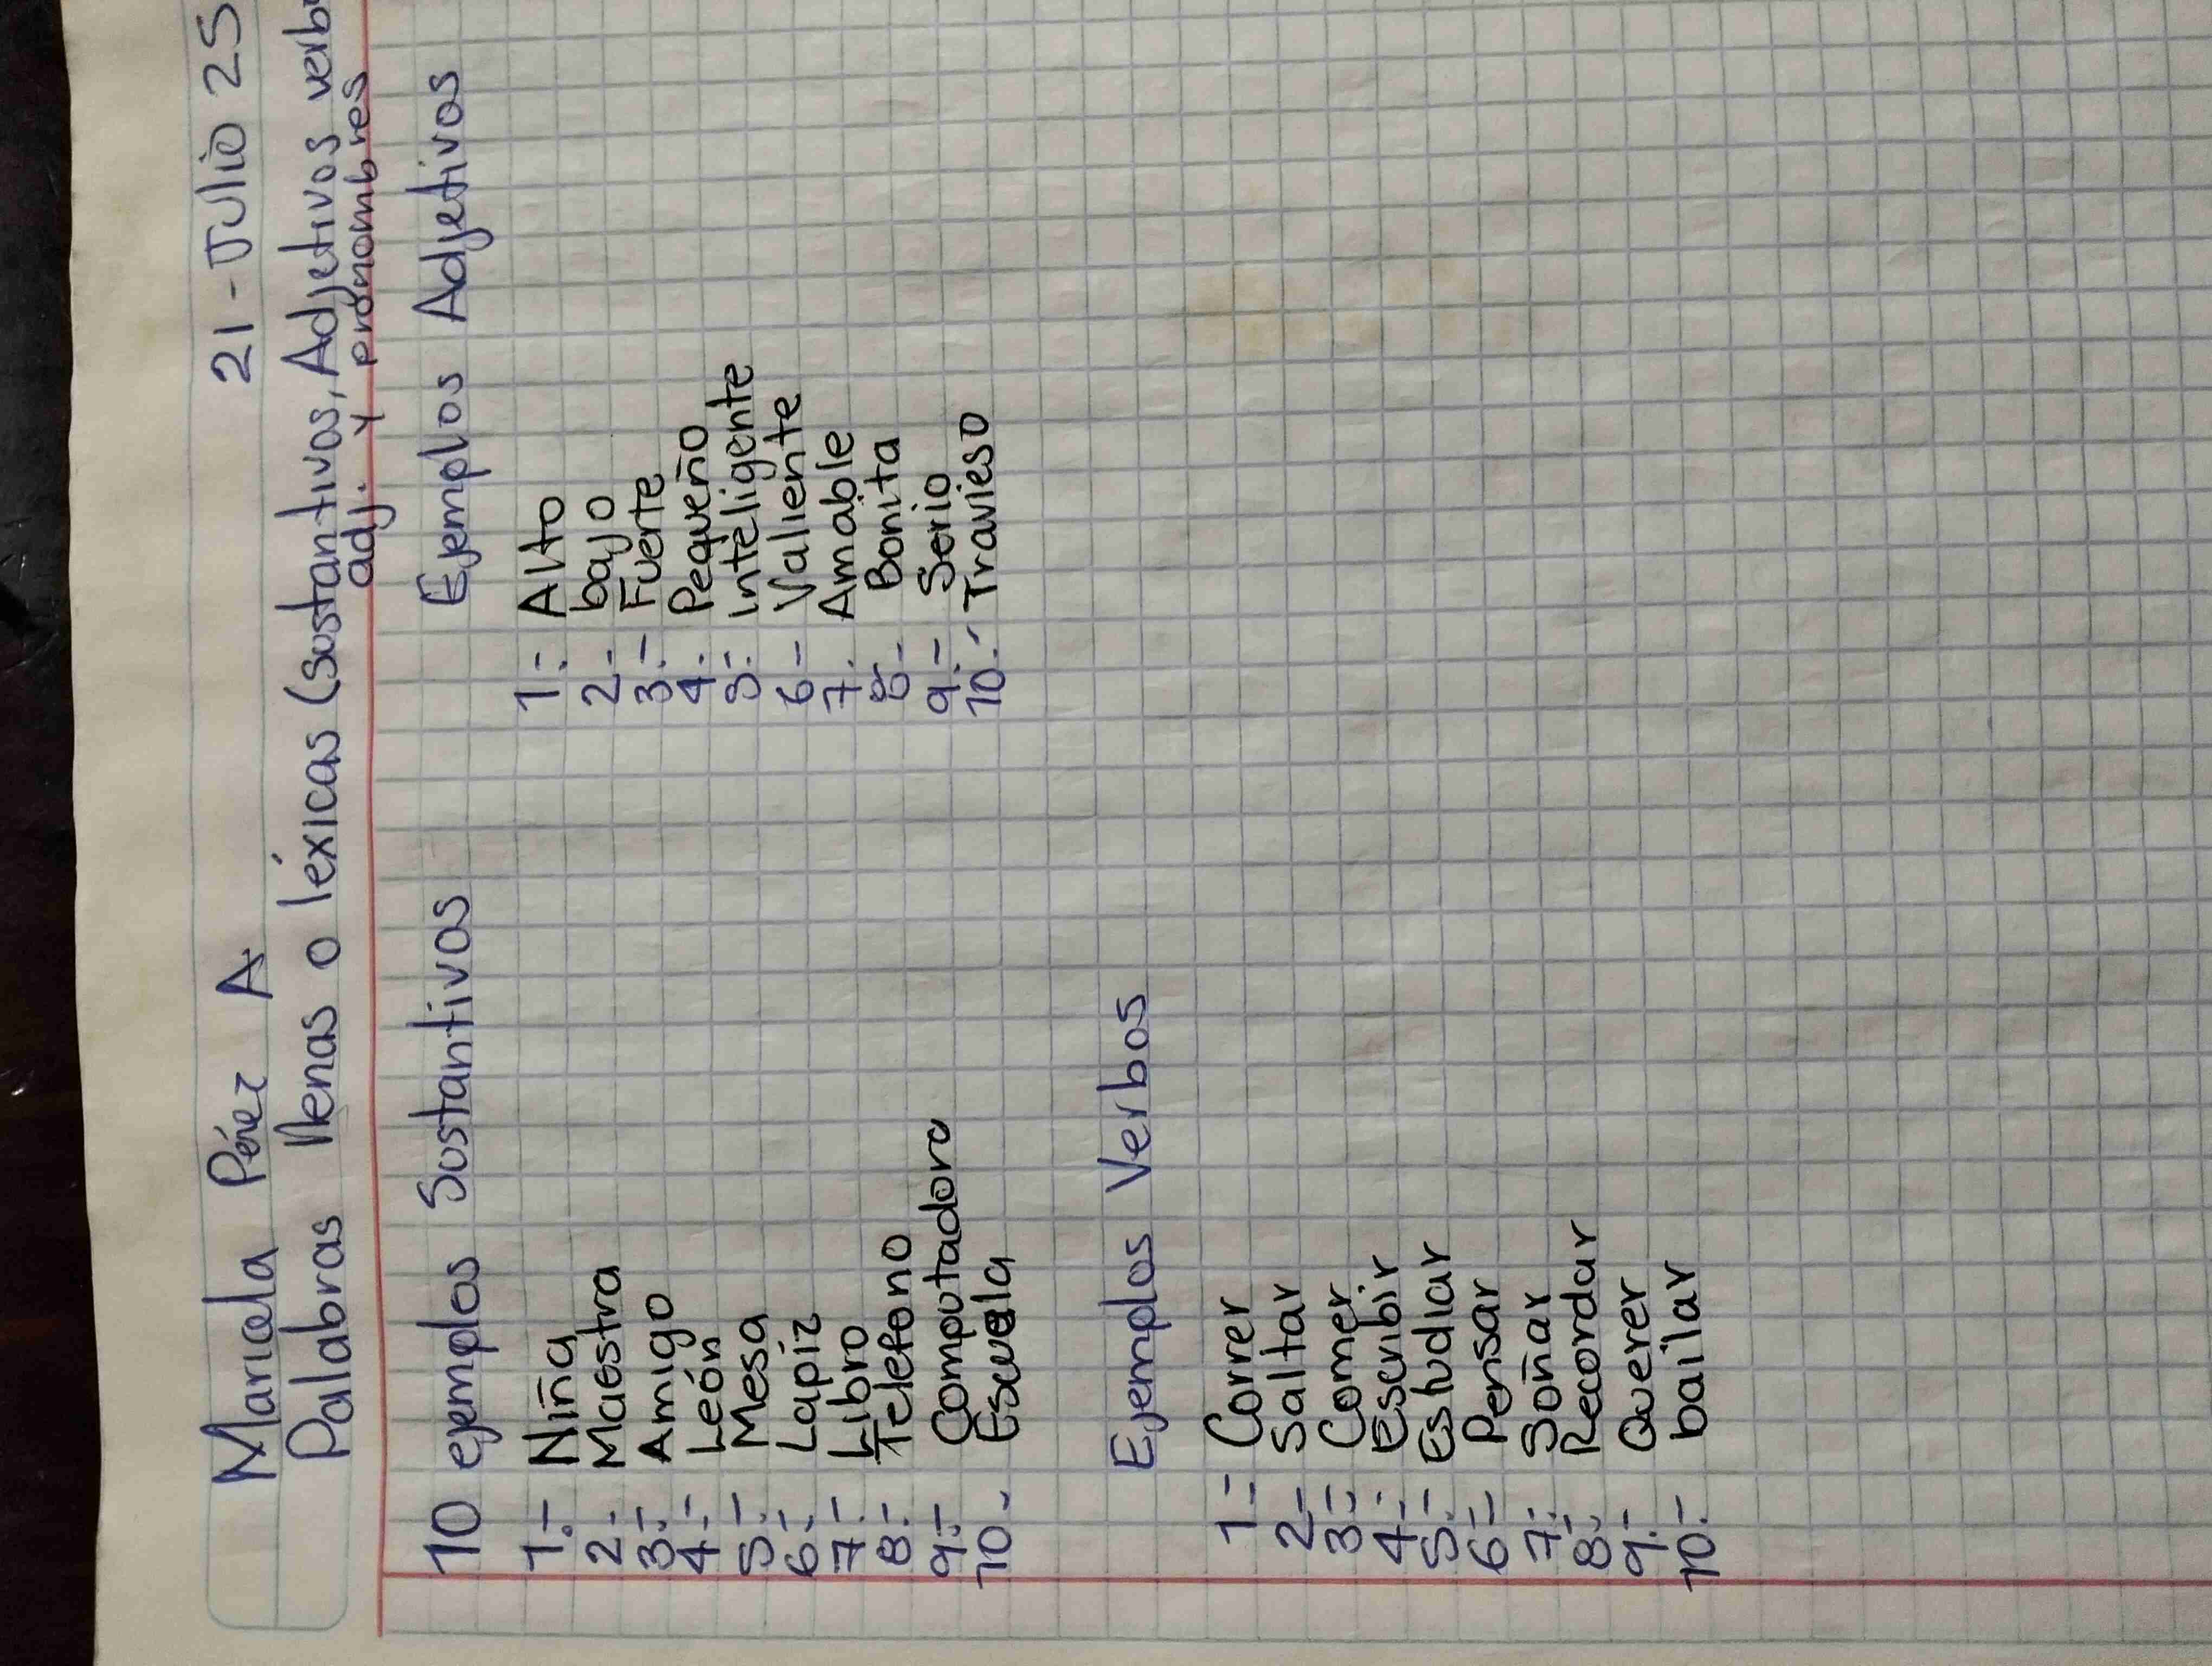 Maricela Pérez A 21-Julio 25
Palabras llenas o léxicas (sustantivos, Adjetivos verb
adj. y pronombres
10 ejemplos Sustantivos
1.- Niña
2.- Maestra
3.- Amigo
4.- León
5.- Mesa
6.- Lapiz
7.- Libro
8.- Telefono
9.- Computadora
10.- Escuela
Ejemplos Adjetivos
1.- Alto
2.- bajo
3.- Fuerte
4.- Pequeño
5.- Inteligente
6- Valiente
7. Amable
8- Bonita
9.- Serio
10.- Travieso
Ejemplos Verbos
1.- Correr
2- Saltar
3.- Comer
4.- Escribir
5.- Estudiar
6- Pensar
7.- Soñar
8.- Recordar
9.- Querer
10.- bailar